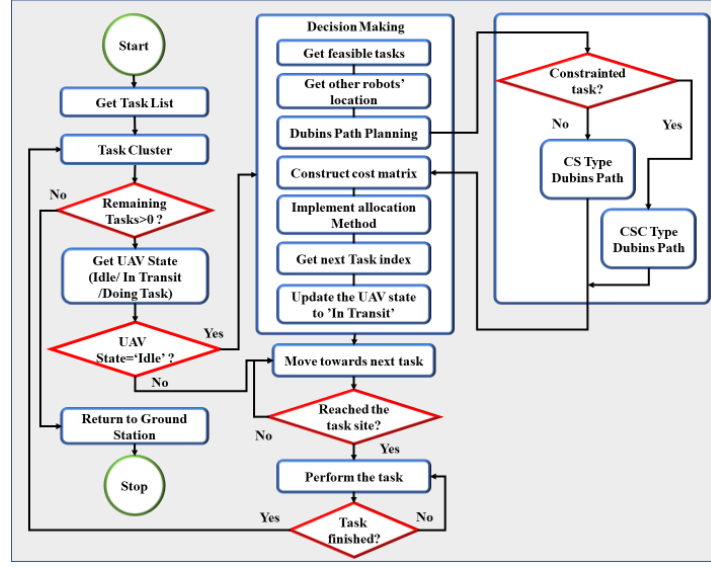 Start
Get Task List
Task Cluster
No
Remaining
Tasks>0 ?
Get UAV State
(Idle/ In Transit
/Doing Task)
Yes
UAV
State=‘Idle’ ?
No
Return to Ground
Station
Stop
Decision Making
Get feasible tasks
Get other robots'
location
Dubins Path Planning
Construct cost matrix
Implement allocation
Method
Get next Task index
Update the UAV state
to 'In Transit'
Move towards next task
Reached the
task site?
No
Yes
Perform the task
Yes
Task
finished?
No
Constrainted
task?
No
Yes
CS Type
Dubins Path
CSC Type
Dubins Path